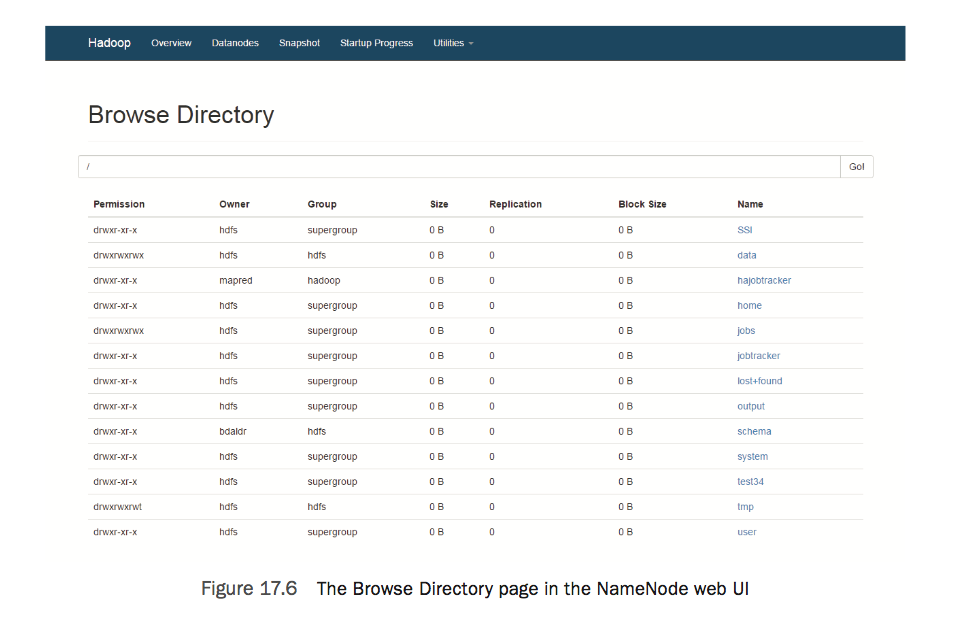 Hadoop Overview Datanodes Snapshot Startup Progress Utilities
Browse Directory
/ Go!
Permission Owner Group Size Replication Block Size Name
drwxr-xr-x hdfs supergroup 0 B 0 0 B SSI
drwxrwxrwx hdfs hdfs 0 B 0 0 B data
drwxr-xr-x mapred hadoop 0 B 0 0 B hajobtracker
drwxr-xr-x hdfs supergroup 0 B 0 0 B home
drwxrwxrwx hdfs supergroup 0 B 0 0 B jobs
drwxr-xr-x hdfs supergroup 0 B 0 0 B jobtracker
drwxr-xr-x hdfs supergroup 0 B 0 0 B lost+found
drwxr-xr-x hdfs supergroup 0 B 0 0 B output
drwxr-xr-x bdaldr hdfs 0 B 0 0 B schema
drwxr-xr-x hdfs supergroup 0 B 0 0 B system
drwxr-xr-x hdfs supergroup 0 B 0 0 B test34
drwxrwxrwt hdfs hdfs 0 B 0 0 B tmp
drwxr-xr-x hdfs supergroup 0 B 0 0 B user
Figure 17.6 The Browse Directory page in the NameNode web UI